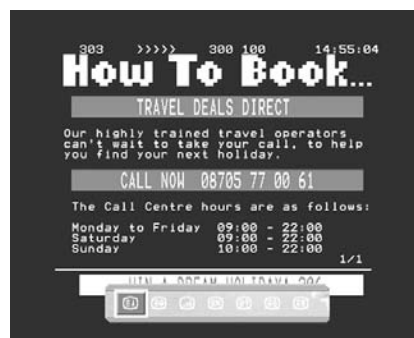 303 >>>>> 300 100 14:55:04
How To Book...
TRAVEL DEALS DIRECT
Our highly trained travel operators
can't wait to take your call, to help
you find your next holiday.
CALL NOW 08705 77 00 61
The Call Centre hours are as follows:
Monday to Friday 09:00 - 22:00
Saturday 09:00 - 22:00
Sunday 10:00 - 22:00
1/1
WIN A DREAM HOLIDAY